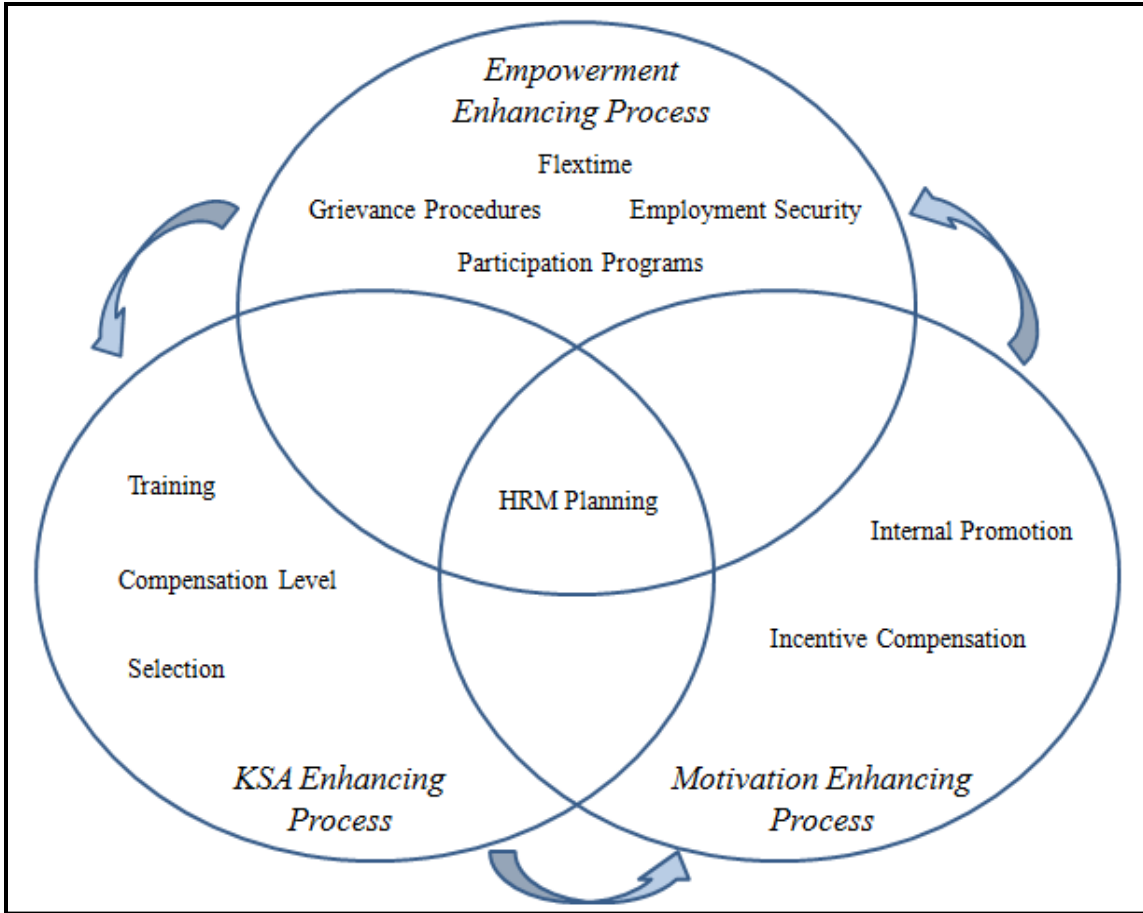 Empowerment
Enhancing Process
Flextime
Grievance Procedures
Employment Security
Participation Programs
Training
HRM Planning
Internal Promotion
Compensation Level
Incentive Compensation
Selection
KSA Enhancing
Process
Motivation Enhancing
Process